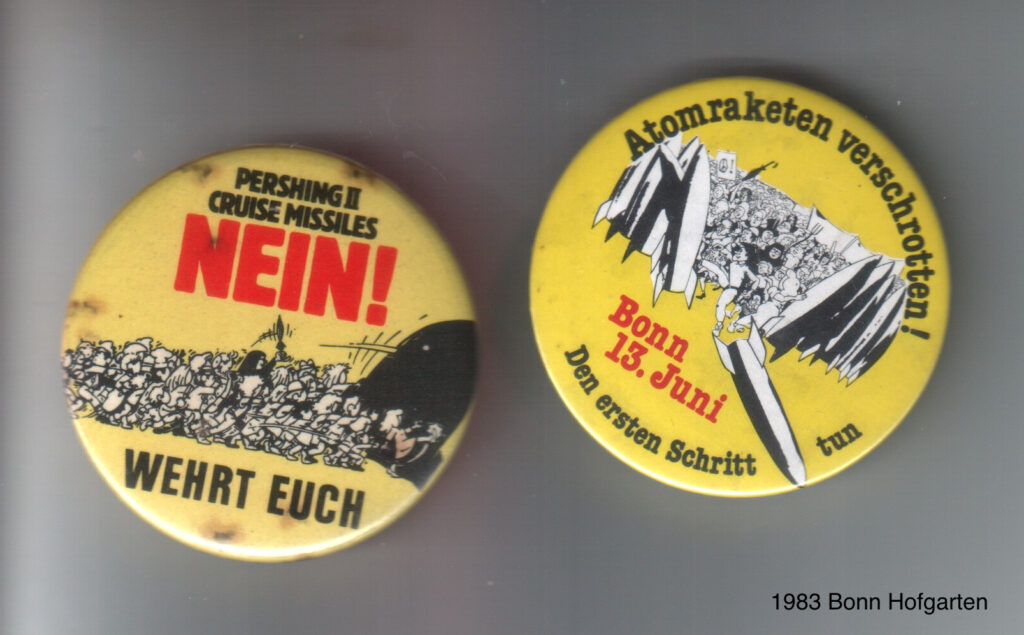 PERSHING II
CRUISE MISSILES
NEIN!
WEHRT EUCH
Atomraketen verschrotten!
Bonn
13. Juni
Den ersten Schritt tun
1983 Bonn Hofgarten